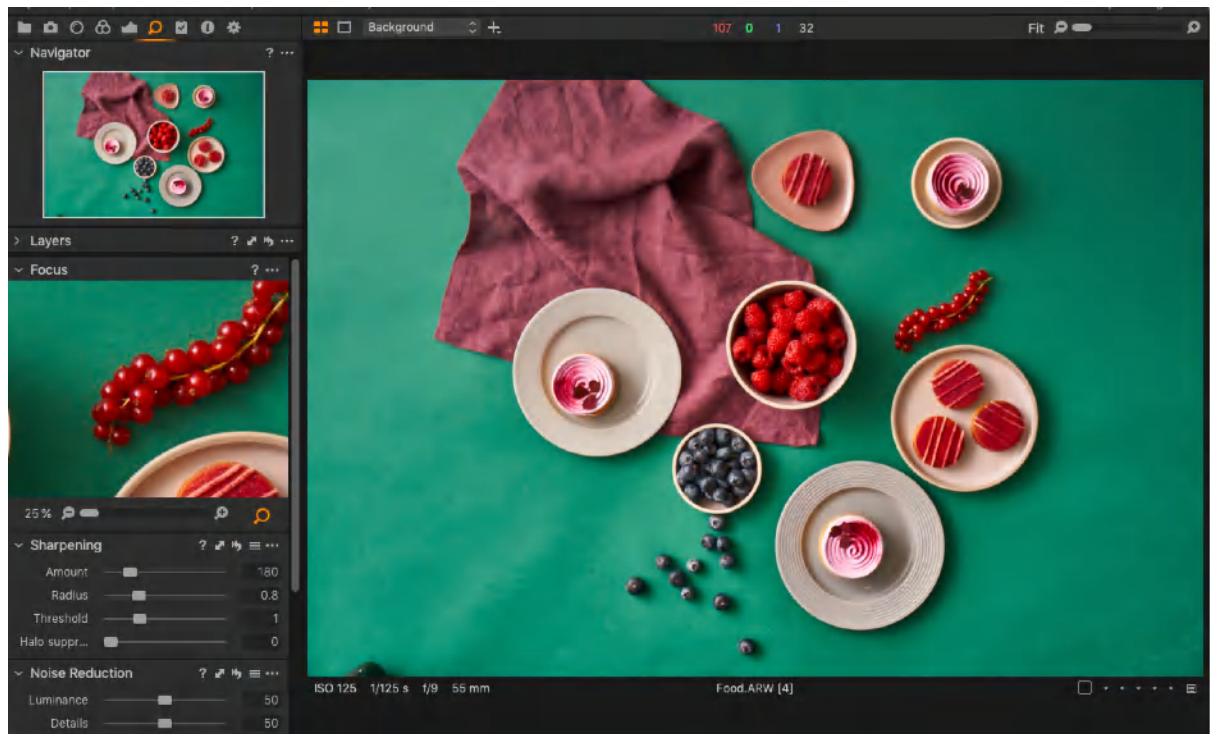 Background
107 0 1 32
Fit
Navigator
? ...
Layers
?
...
Focus
? ...
25%
Sharpening
?
...
Amount 180
Radius 0.8
Threshold 1
Halo suppr... 0
Noise Reduction
?
...
Luminance 50
Details 50
ISO 125 1/125 s f/9 55 mm
Food.ARW [4]